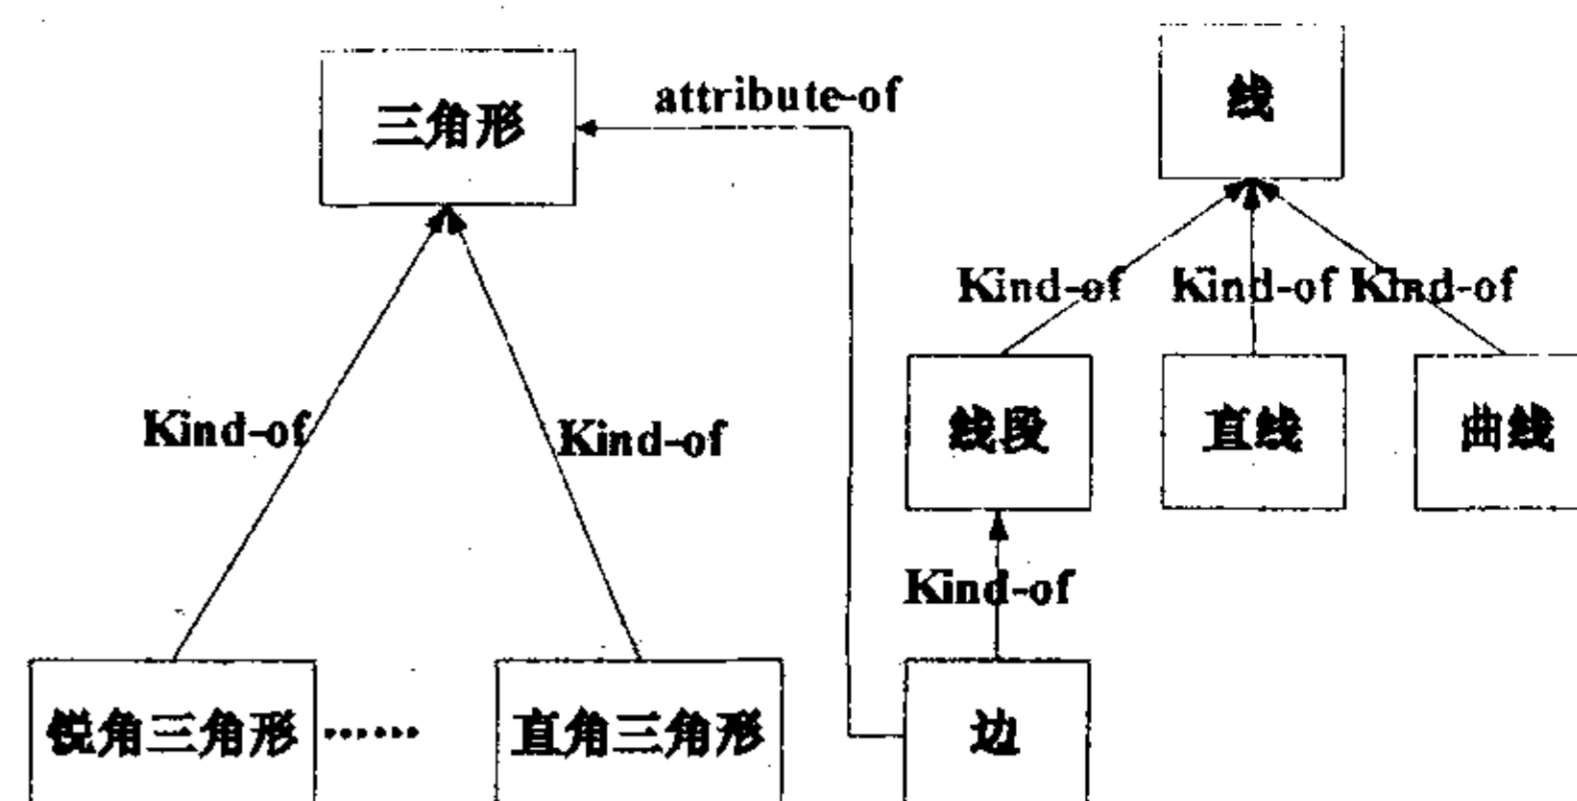 三角形
attribute-of
线
Kind-of Kind-of Kind-of
线段 直线 曲线
Kind-of Kind-of
Kind-of
锐角三角形 …… 直角三角形 边